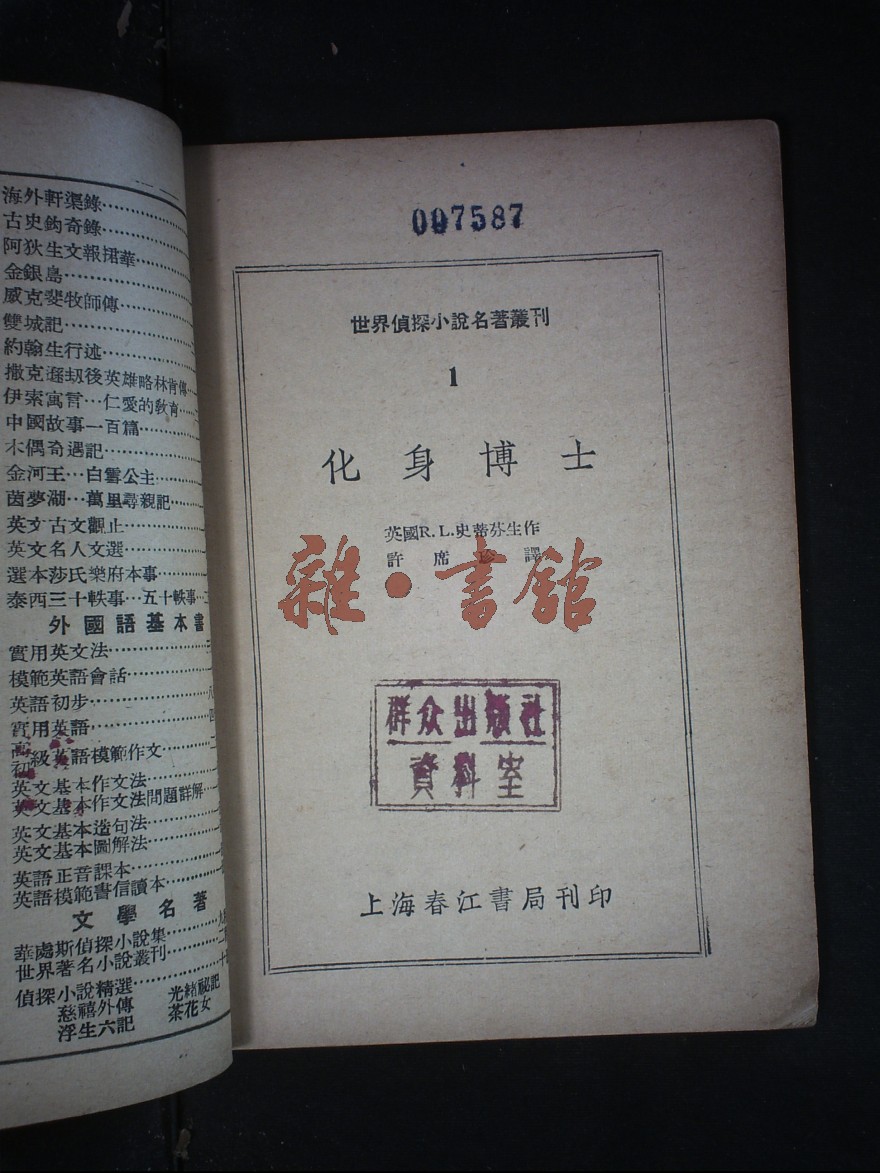 海外軒渠錄
古史鈎奇錄
阿狄生文報捃華
金銀島
威克斐牧師傳
雙城記
約翰生行述
撒克遜劫後英雄略林肯傳
伊索寓言…仁愛的教育
中國故事一百篇
木偶奇遇記
金河王…白雲公主
茵夢湖…萬里尋親記
英文古文觀止
英文名人文選
選本莎氏樂府本事
泰西三十軼事…五十軼事
外國語基本書
實用英文法
模範英語會話
英語初步
實用英語
級英語模範作文
初
英文基本作文法
英文基本作文法問題詳解
英文基本造句法
英文基本圖解法
英語正音課本
英語模範書信讀本
文學名著
華處斯偵探小說集
世界著名小說叢刊
偵探小說精選 光緒祕記
慈禧外傳
浮生六記 茶花女
007587
世界偵探小說名著叢刊
1
化身博士
英國R.L.史蒂芬生作
許席珍譯
雜·書館
群众出版社
資料室
上海春江書局刊印